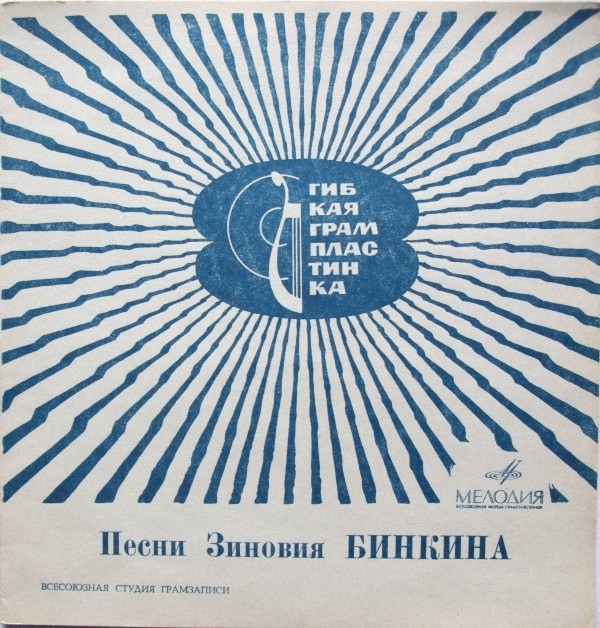 ГИБ
КАЯ
ГРАМ
ПЛАС
ТИН
КА
МЕЛОДИЯ
ВСЕСОЮЗНАЯ ФИРМА ГРАМПЛАСТИНОК
Песни Зиновия БИНКИНА
ВСЕСОЮЗНАЯ СТУДИЯ ГРАМЗАПИСИ